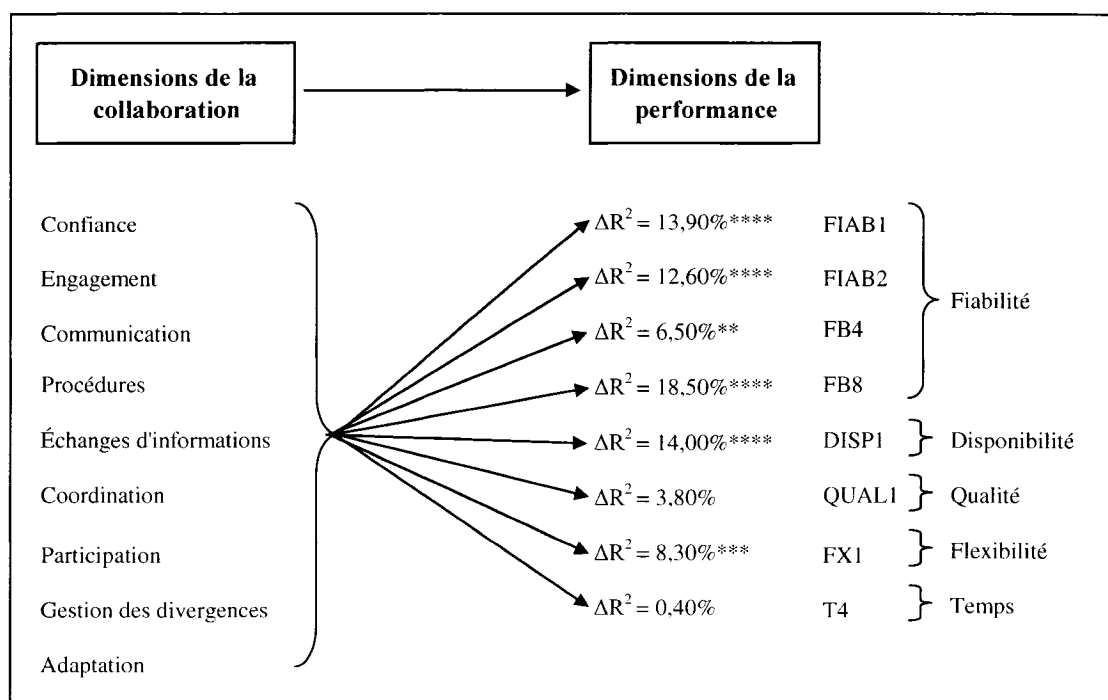 Dimensions de la
collaboration
Dimensions de la
performance
Confiance
Engagement
Communication
Procédures
Échanges d'informations
Coordination
Participation
Gestion des divergences
Adaptation
ΔR² = 13,90%**** FIAB1
ΔR² = 12,60%**** FIAB2
ΔR² = 6,50%** FB4
ΔR² = 18,50%**** FB8
Fiabilité
ΔR² = 14,00%**** DISP1 Disponibilité
ΔR² = 3,80% QUAL1 Qualité
ΔR² = 8,30%*** FX1 Flexibilité
ΔR² = 0,40% T4 Temps